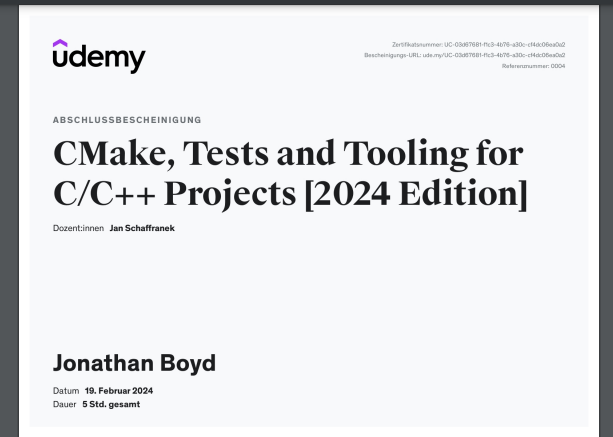 udemy
Zertifikatsnummer: UC-03d67681-f1c3-4b76-a30c-cf4dc06ea0a2
Bescheinigungs-URL: ude.my/UC-03d67681-f1c3-4b76-a30c-cf4dc06ea0a2
Referenznummer: 0004
ABSCHLUSSBESCHEINIGUNG
CMake, Tests and Tooling for
C/C++ Projects [2024 Edition]
Dozent:innen Jan Schaffranek
Jonathan Boyd
Datum 19. Februar 2024
Dauer 5 Std. gesamt